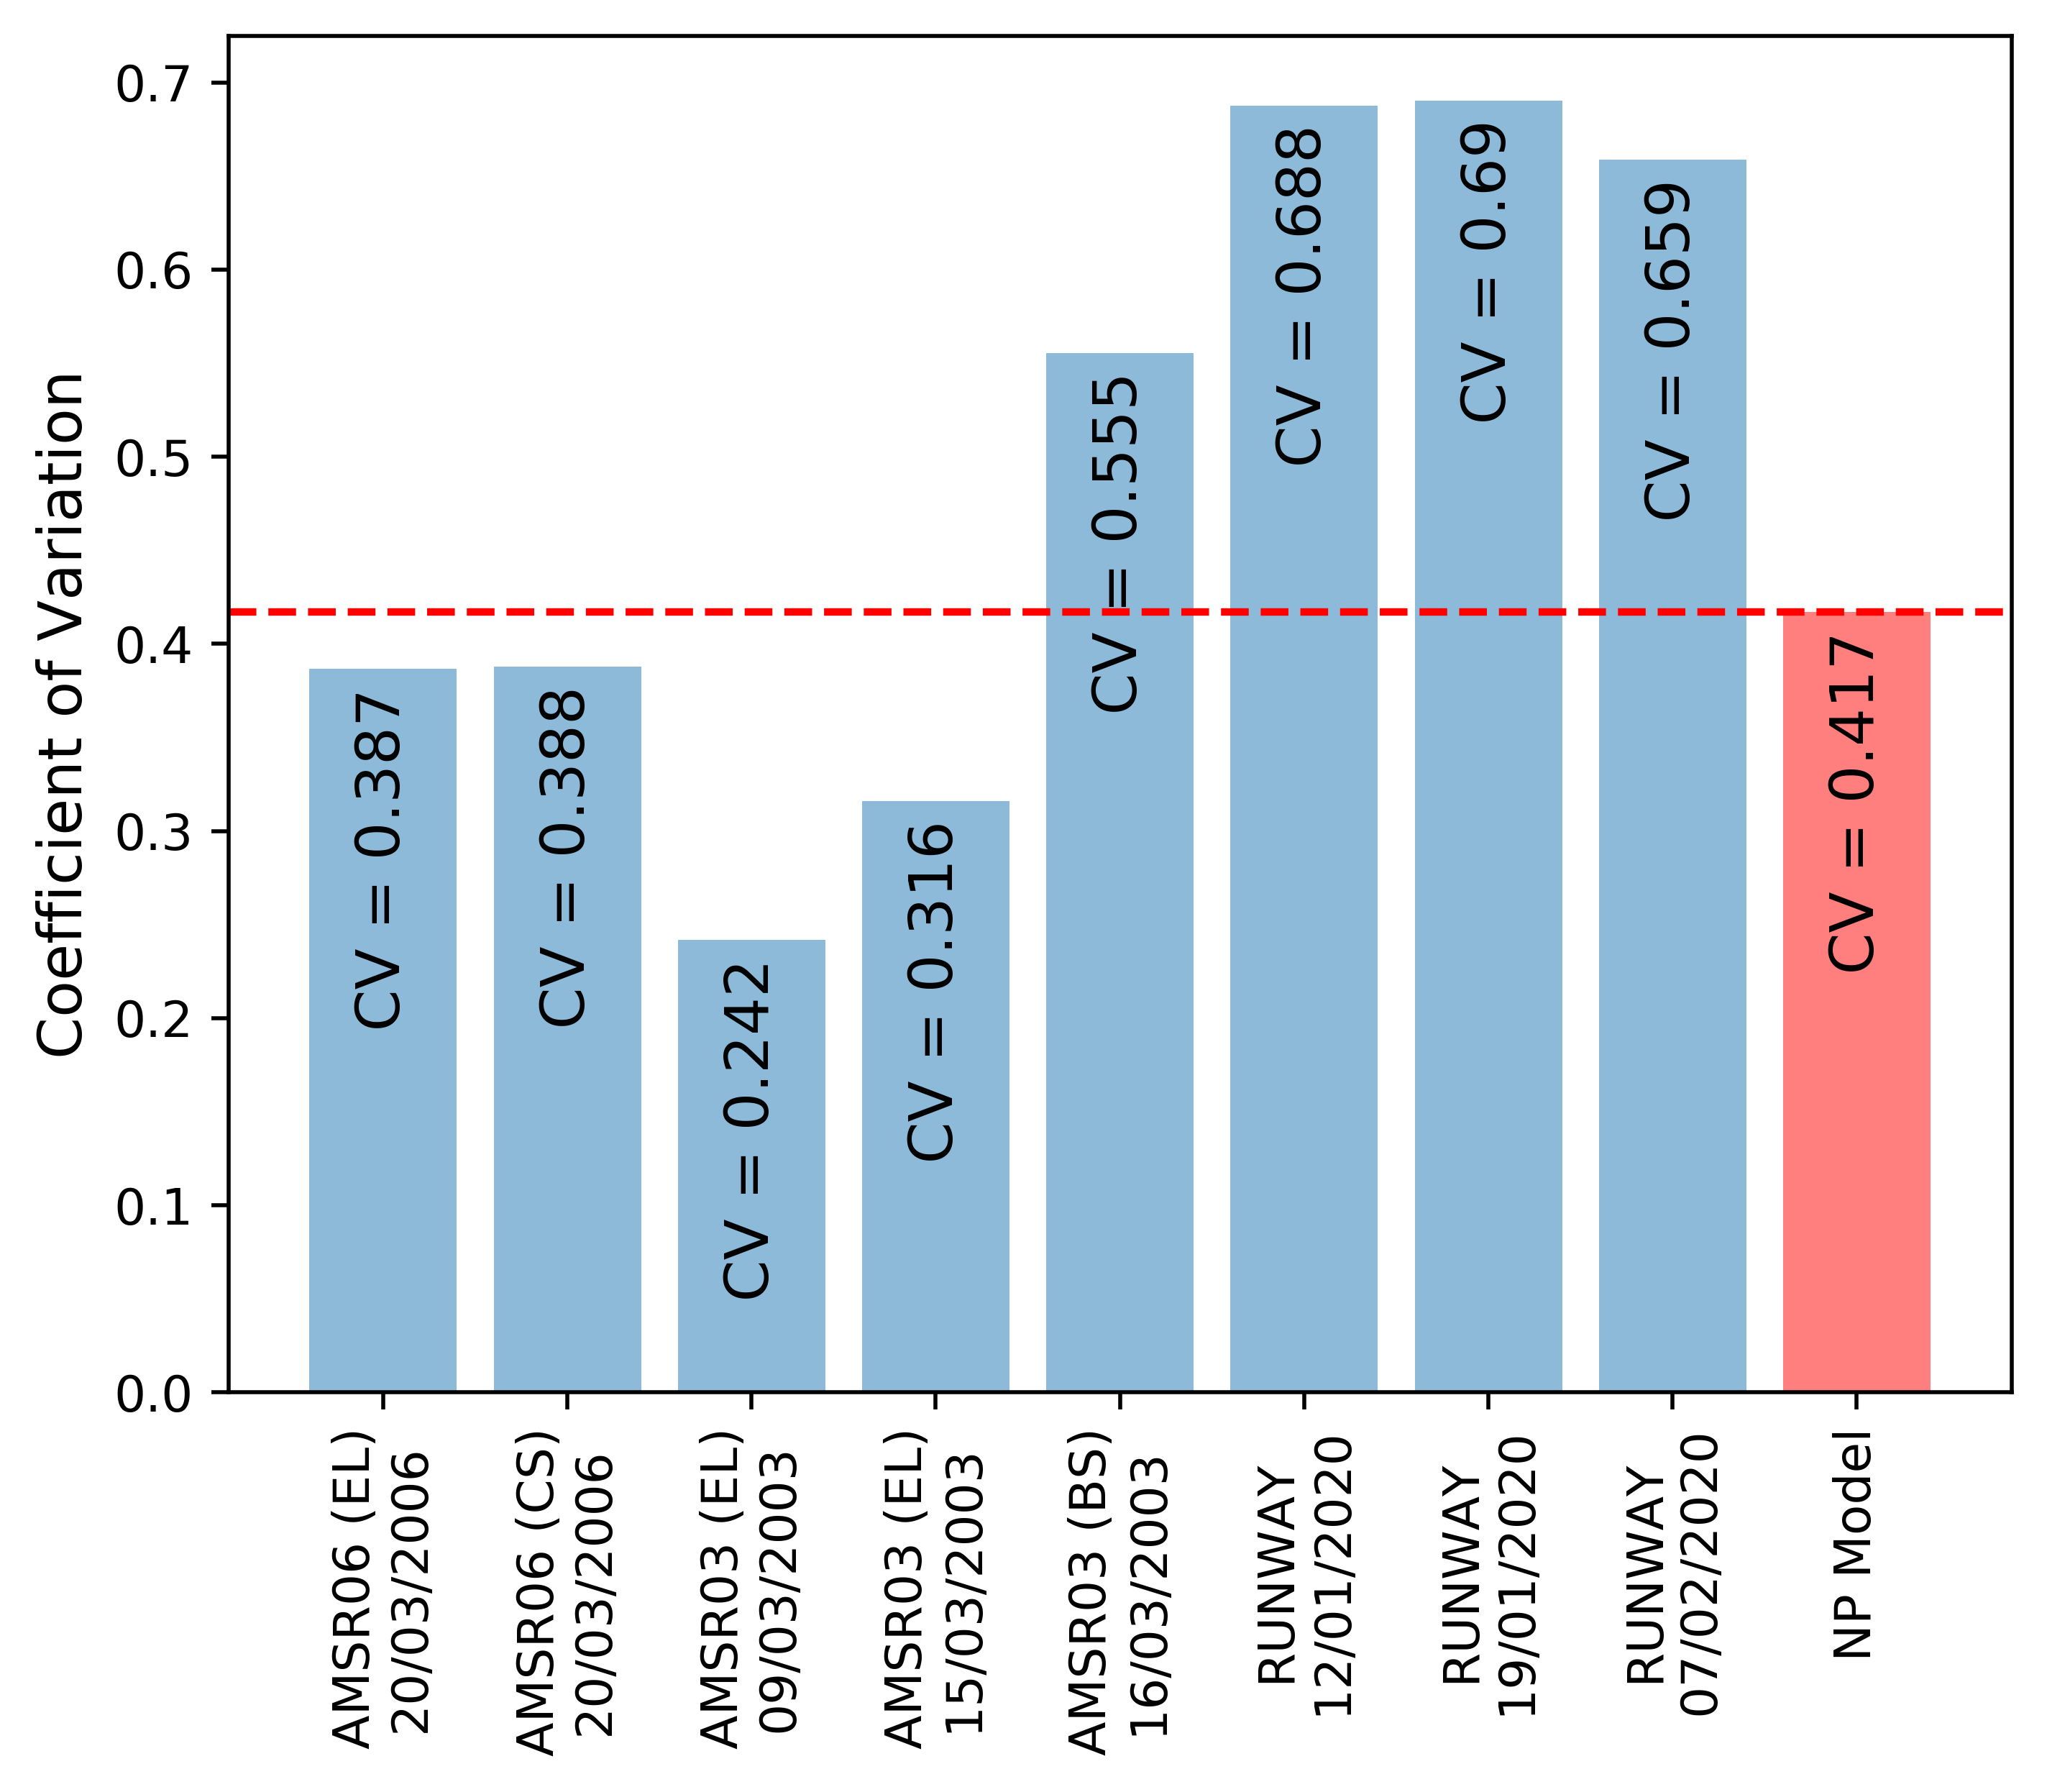 Coefficient of Variation
0.7
0.6
0.5
0.4
0.3
0.2
0.1
0.0
CV = 0.387
CV = 0.388
CV = 0.242
CV = 0.316
CV = 0.555
CV = 0.688
CV = 0.69
CV = 0.659
CV = 0.417
AMSR06 (EL)
20/03/2006
AMSR06 (CS)
20/03/2006
AMSR03 (EL)
09/03/2003
AMSR03 (EL)
15/03/2003
AMSR03 (BS)
16/03/2003
RUNWAY
12/01/2020
RUNWAY
19/01/2020
RUNWAY
07/02/2020
NP Model